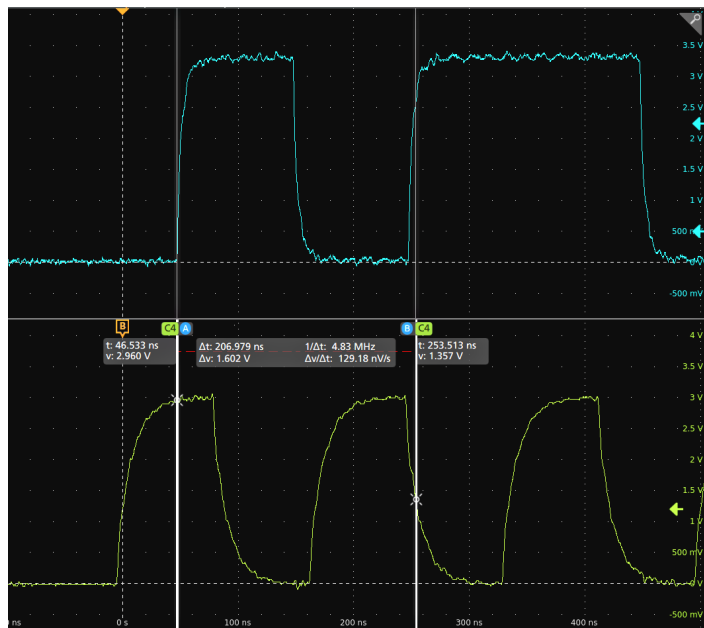 3.5 V
3 V
2.5 V
2 V
1.5 V
1 V
500 m
0
-500 mV
B
C4 A
B C4
t: 46.533 ns
v: 2.960 V
Δt: 206.979 ns 1/Δt: 4.83 MHz
Δv: 1.602 V Δv/Δt: 129.18 nV/s
t: 253.513 ns
v: 1.357 V
4 V
3 V
2.5 V
2 V
1.5 V
1 V
500 mV
0
-500 mV
0 ns 0 s 100 ns 200 ns 300 ns 400 ns